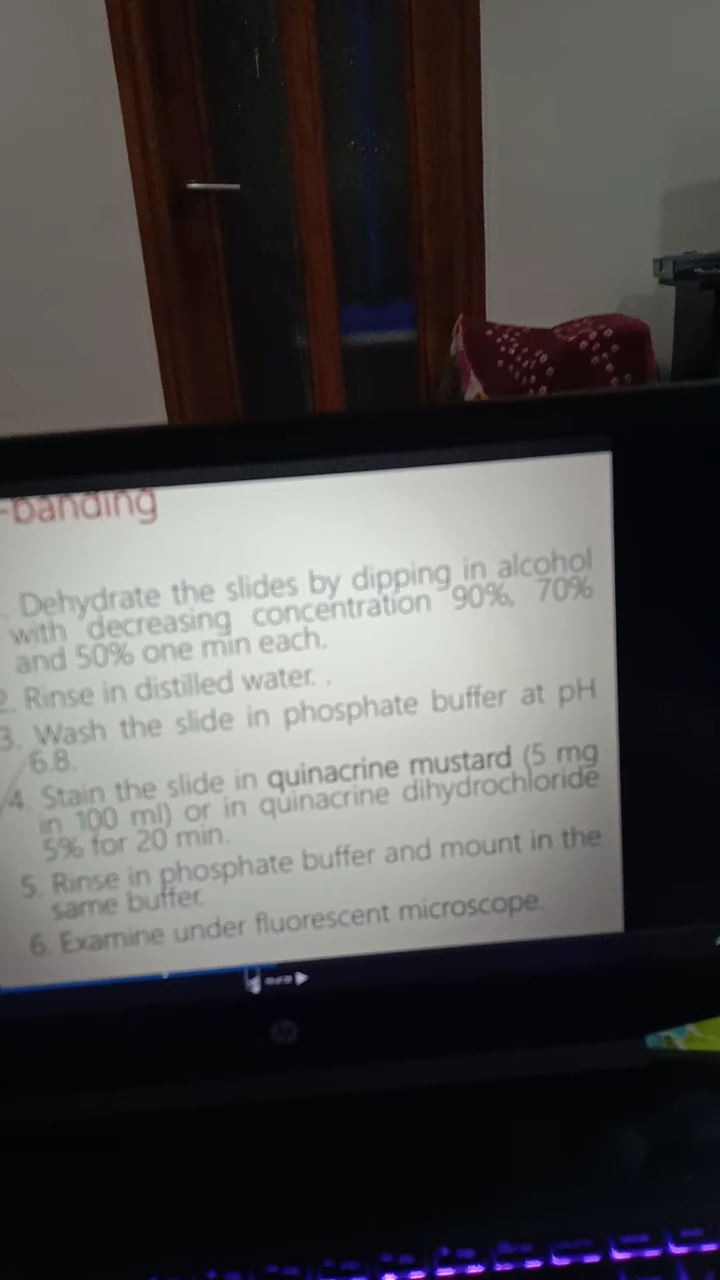 -banding
Dehydrate the slides by dipping in alcohol
with decreasing concentration 90%, 70%
and 50% one min each.
2. Rinse in distilled water. .
3. Wash the slide in phosphate buffer at pH
6.8.
4. Stain the slide in quinacrine mustard (5 mg
in 100 ml) or in quinacrine dihydrochloride
5% for 20 min.
5. Rinse in phosphate buffer and mount in the
same buffer.
6. Examine under fluorescent microscope.
hp